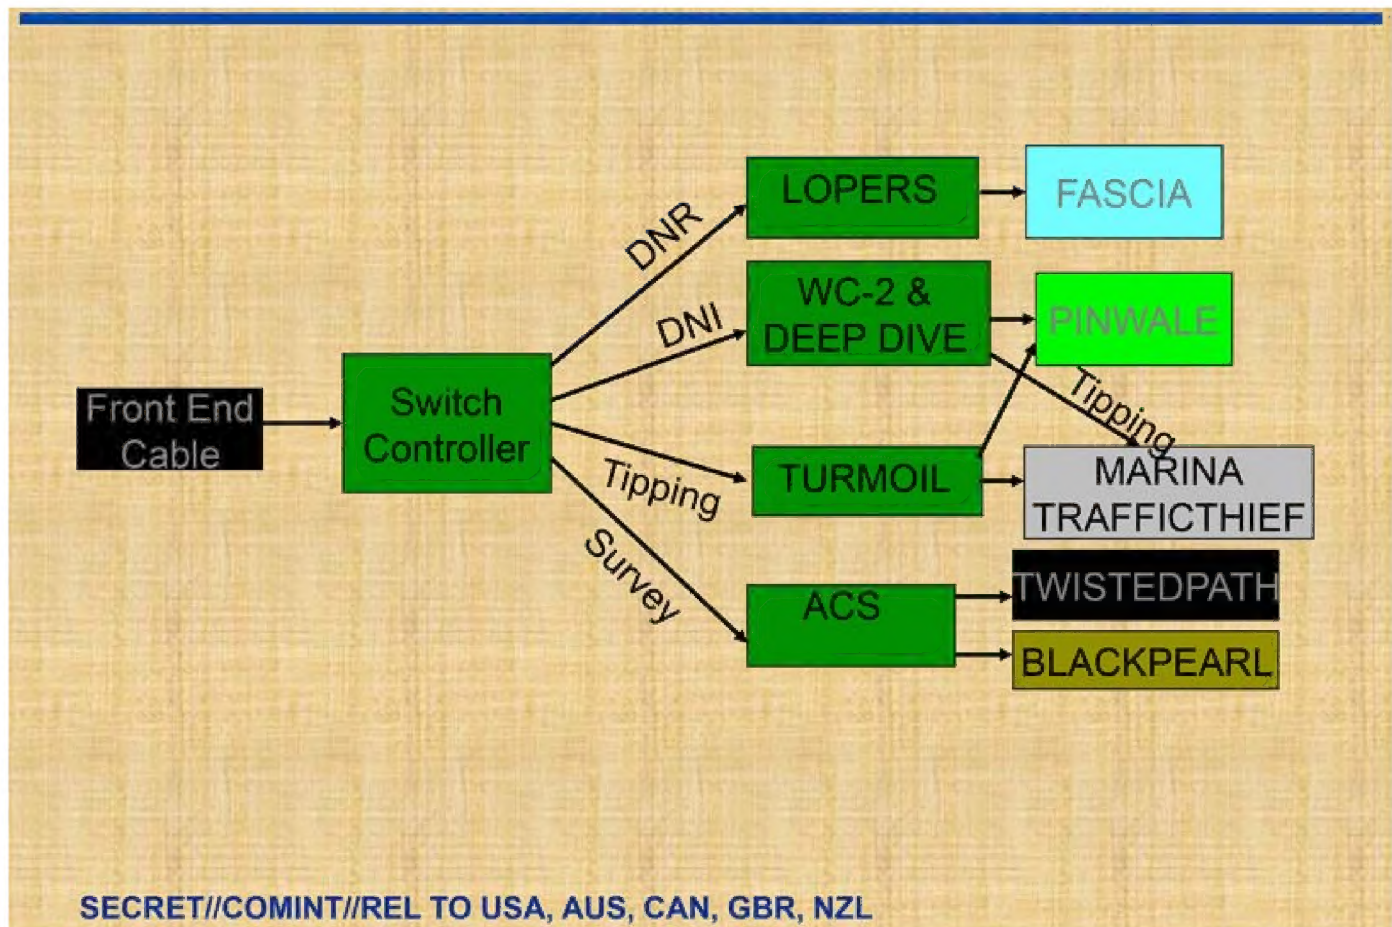 DNR
LOPERS
FASCIA
DNI
WC-2 &
DEEP DIVE
PINWALE
Tipping
Front End
Cable
Switch
Controller
Tipping
TURMOIL
MARINA
TRAFFICTHIEF
Survey
ACS
TWISTEDPATH
BLACKPEARL
SECRET//COMINT//REL TO USA, AUS, CAN, GBR, NZL